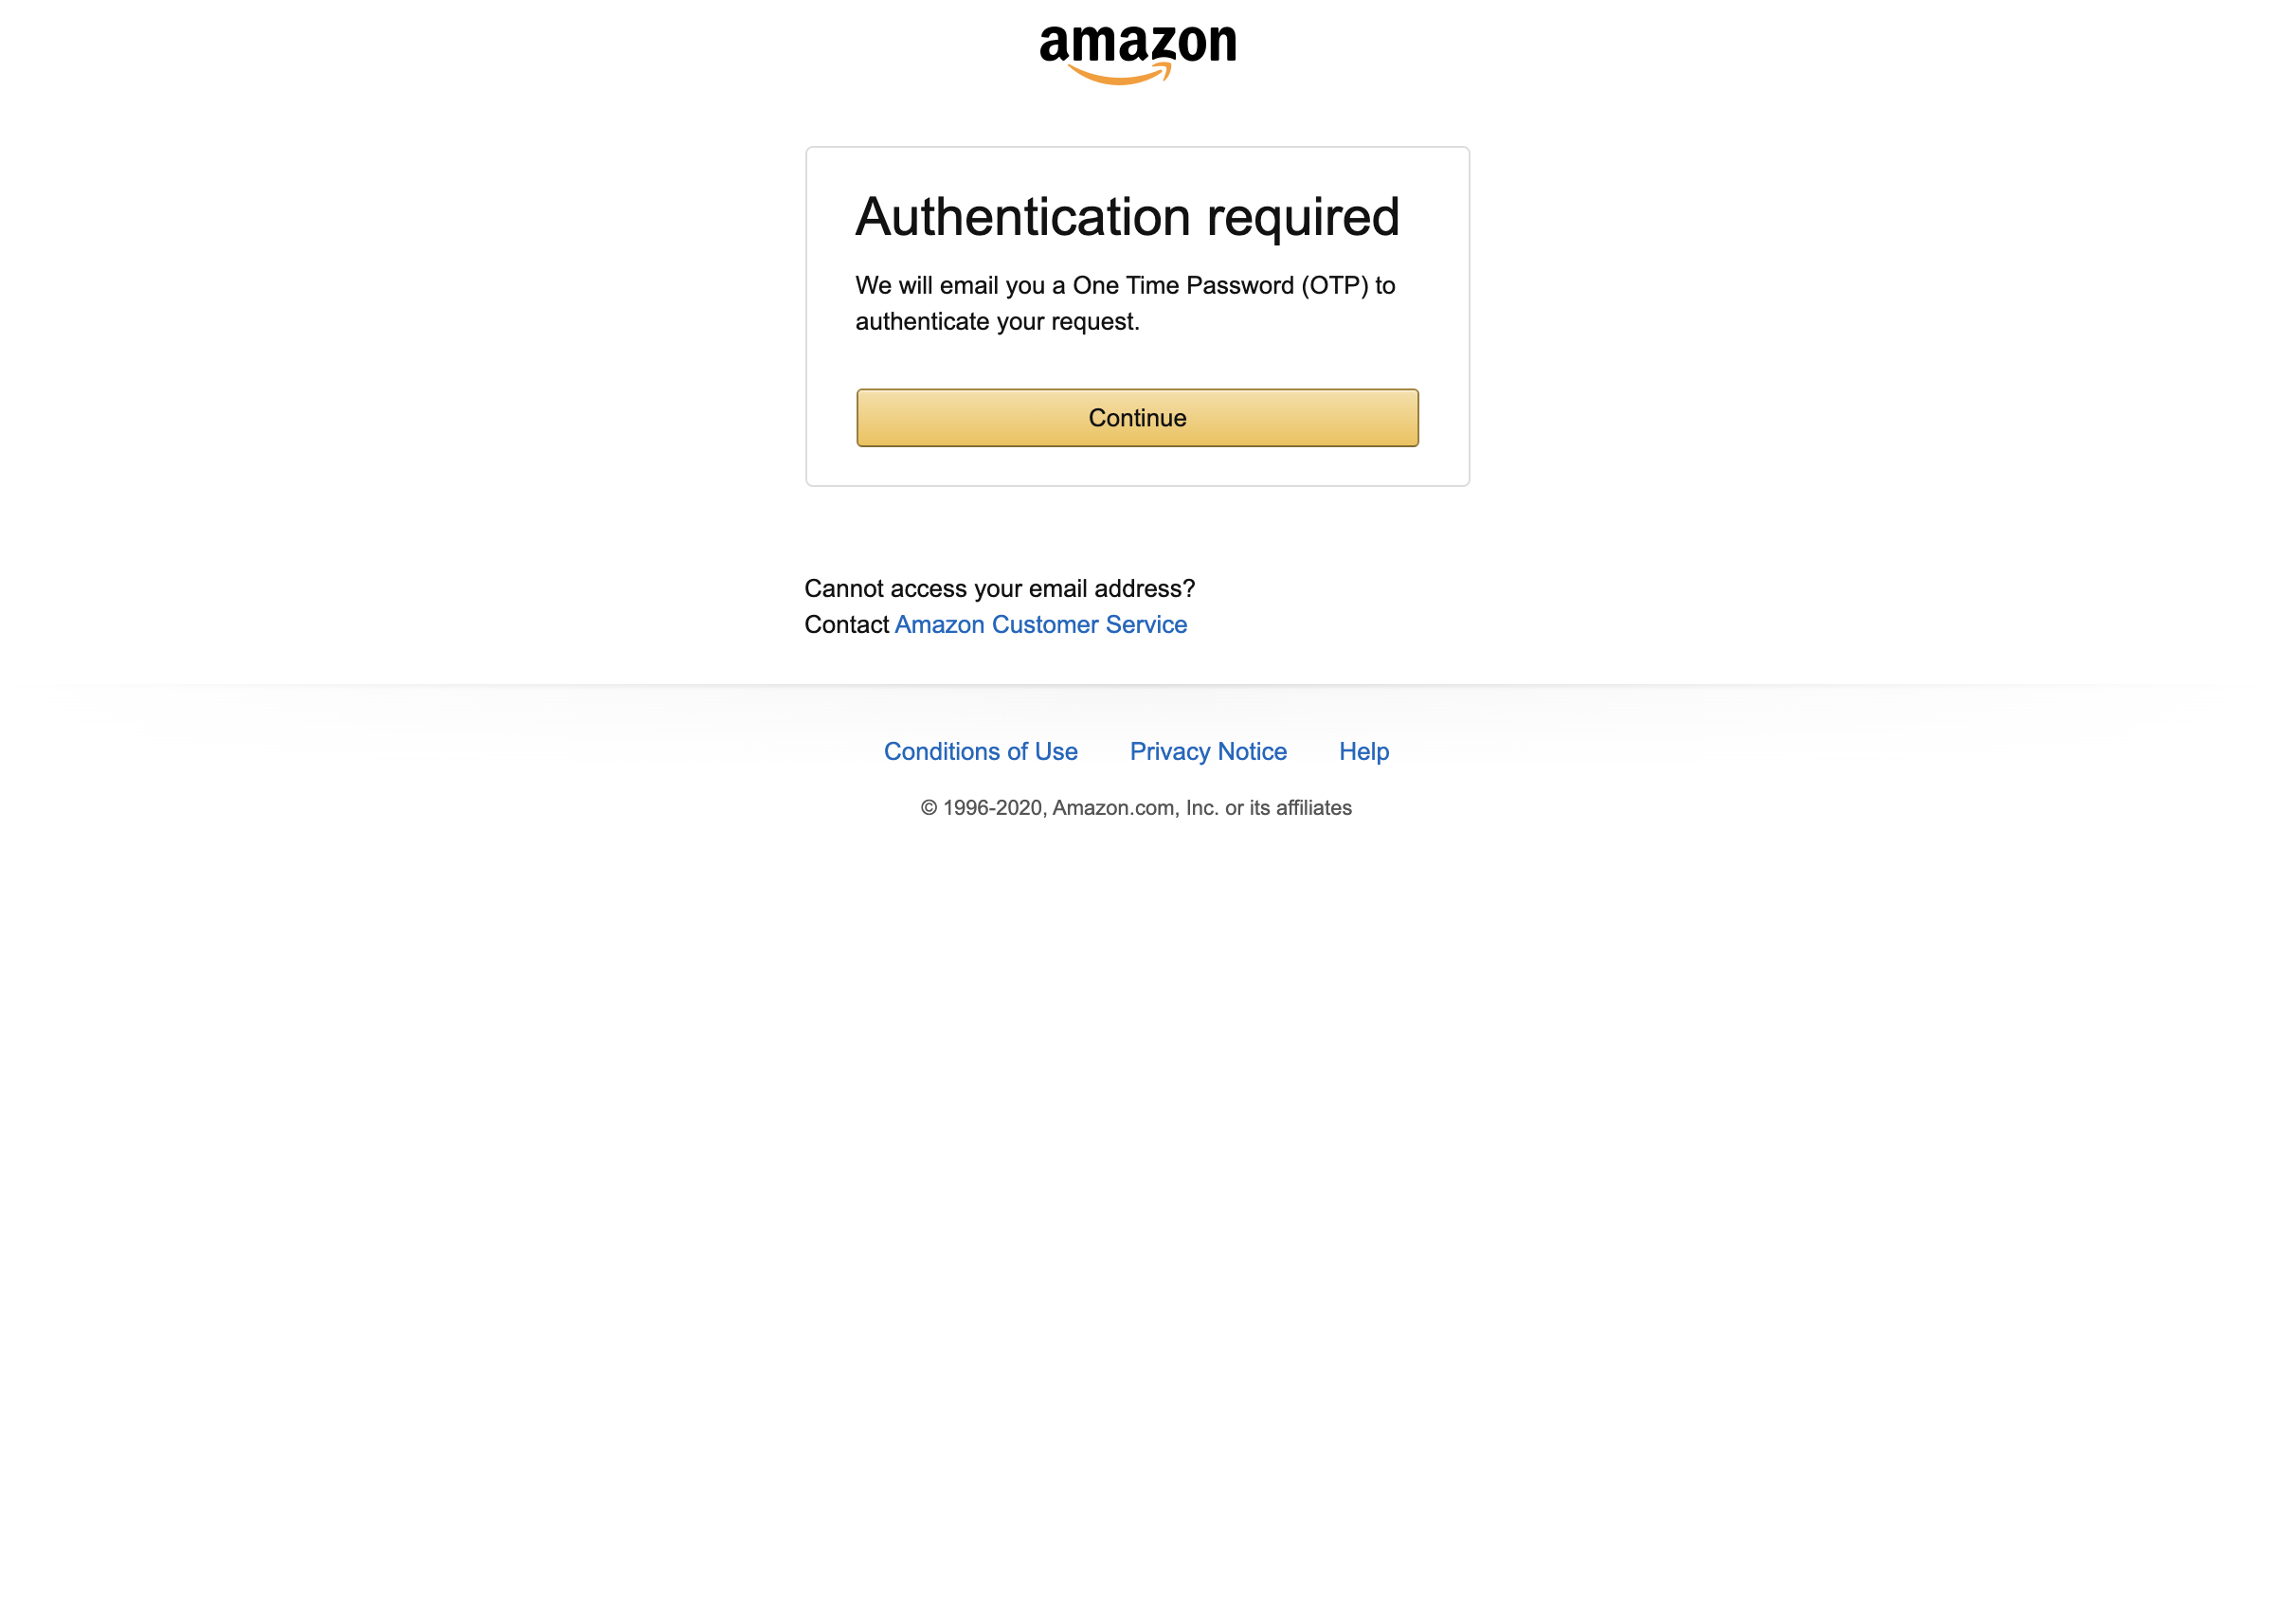 amazon
Authentication required
We will email you a One Time Password (OTP) to
authenticate your request.
Continue
Cannot access your email address?
Contact Amazon Customer Service
Conditions of Use Privacy Notice Help
© 1996-2020, Amazon.com, Inc. or its affiliates